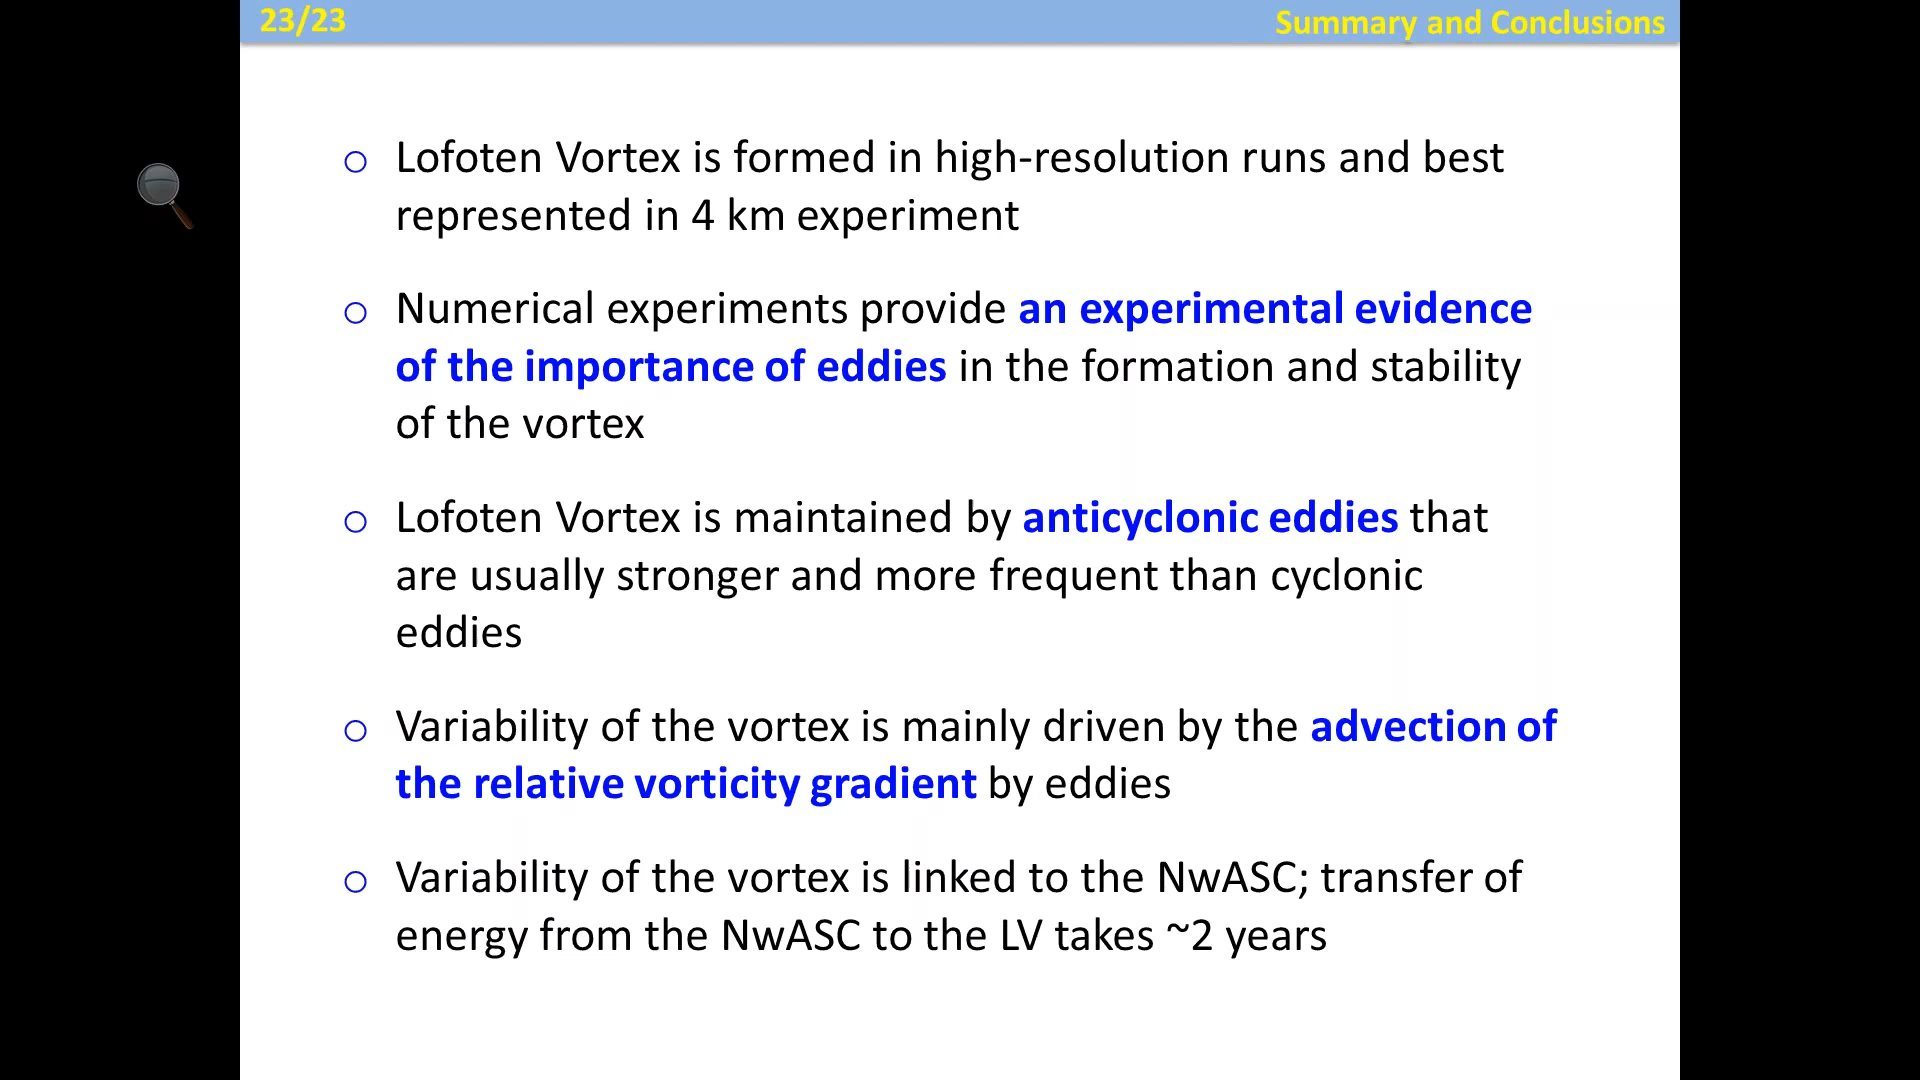 23/23
Summary and Conclusions
Lofoten Vortex is formed in high-resolution runs and best
represented in 4 km experiment
Numerical experiments provide an experimental evidence
of the importance of eddies in the formation and stability
of the vortex
Lofoten Vortex is maintained by anticyclonic eddies that
are usually stronger and more frequent than cyclonic
eddies
Variability of the vortex is mainly driven by the advection of
the relative vorticity gradient by eddies
Variability of the vortex is linked to the NwASC; transfer of
energy from the NwASC to the LV takes ~2 years